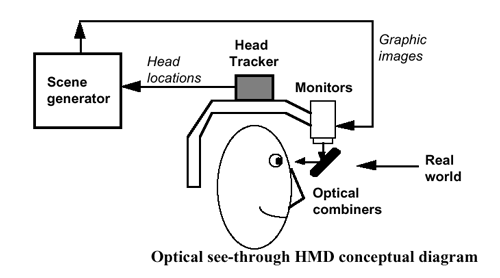 Head
Tracker
Graphic
images
Head
locations
Scene
generator
Monitors
Real
world
Optical
combiners
Optical see-through HMD conceptual diagram